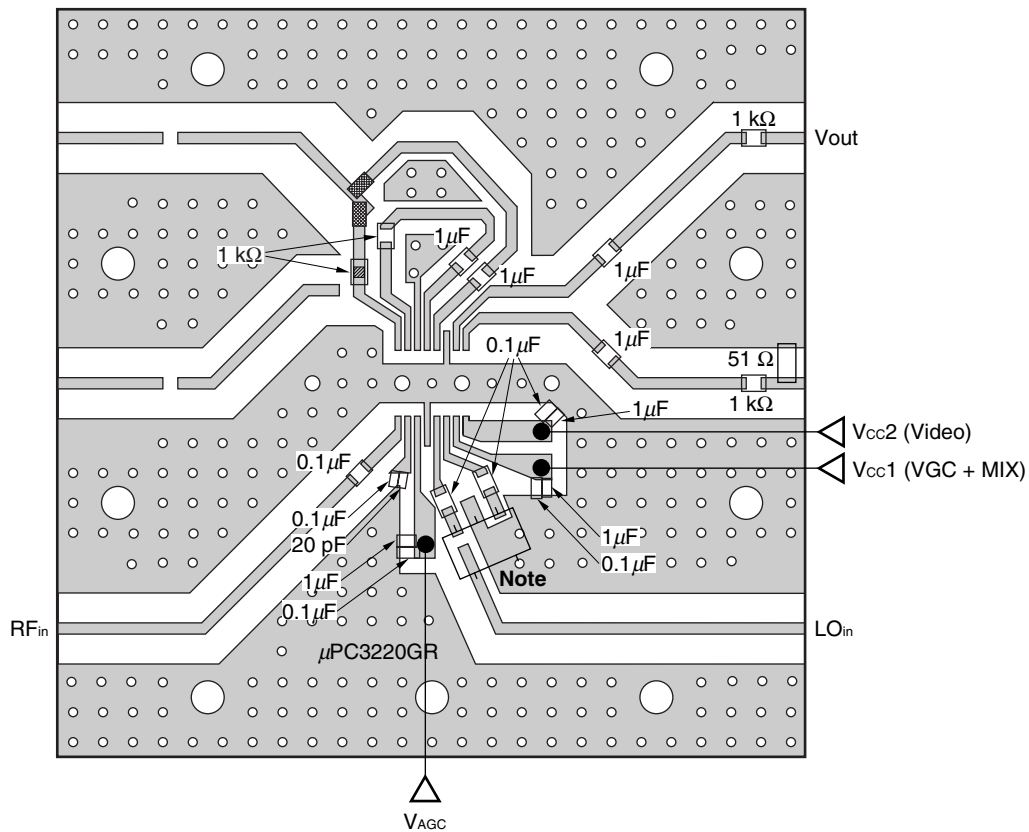 1 kΩ
Vout
1 kΩ
1μF
1μF
1μF
1μF
0.1μF
51 Ω
1 kΩ
1μF
VCC2 (Video)
0.1μF
VCC1 (VGC + MIX)
0.1μF
20 pF
1μF
0.1μF
1μF
Note
0.1μF
RFin
LOin
μPC3220GR
VAGC